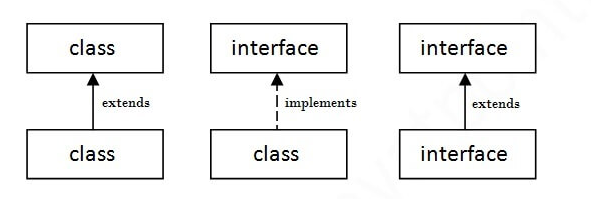 class interface interface
extends implements extends
class class interface